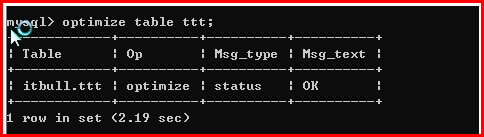 mysql> optimize table ttt;
+-------------+----------+----------+----------+
| Table       | Op       | Msg_type | Msg_text |
+-------------+----------+----------+----------+
| itbull.ttt | optimize | status   | OK       |
+-------------+----------+----------+----------+
1 row in set (2.19 sec)